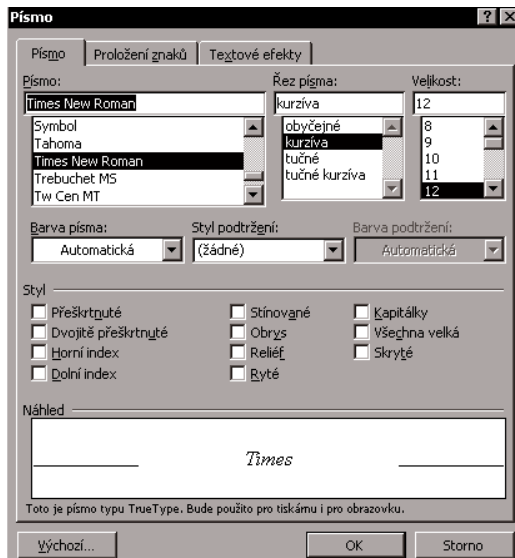 Písmo
Písmo
Proložení znaků
Textové efekty
Písmo:
Řez písma:
Velikost:
Times New Roman
kurzíva
12
Symbol
Tahoma
Times New Roman
Trebuchet MS
Tw Cen MT
obyčejné
kurzíva
tučné
tučné kurzíva
8
9
10
11
12
Barva písma:
Styl podtržení:
Barva podtržení:
Automatická
(žádné)
Automatická
Styl
Přeškrtnuté
Dvojitě přeškrtnuté
Horní index
Dolní index
Stínované
Obrys
Reliéf
Ryté
Kapitálky
Všechna velká
Skryté
Náhled
Times
Toto je písmo typu TrueType. Bude použito pro tiskárnu i pro obrazovku.
Výchozí...
OK
Storno